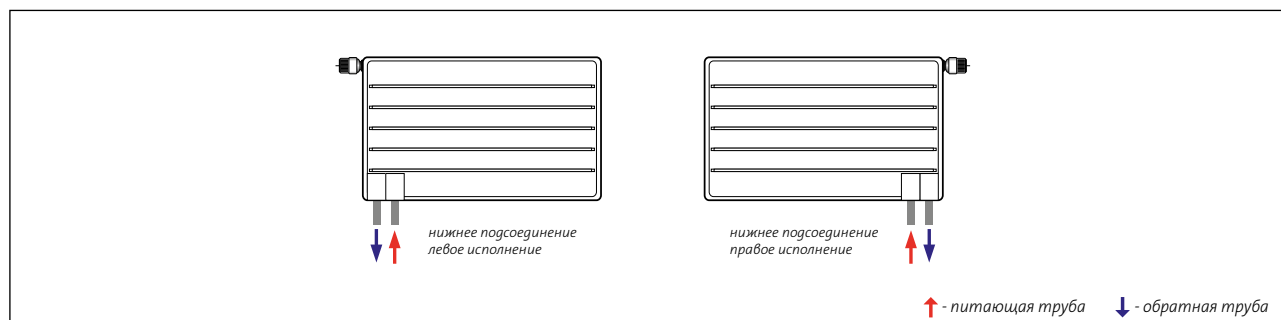 нижнее подсоединение
левое исполнение
нижнее подсоединение
правое исполнение
- питающая труба
- обратная труба